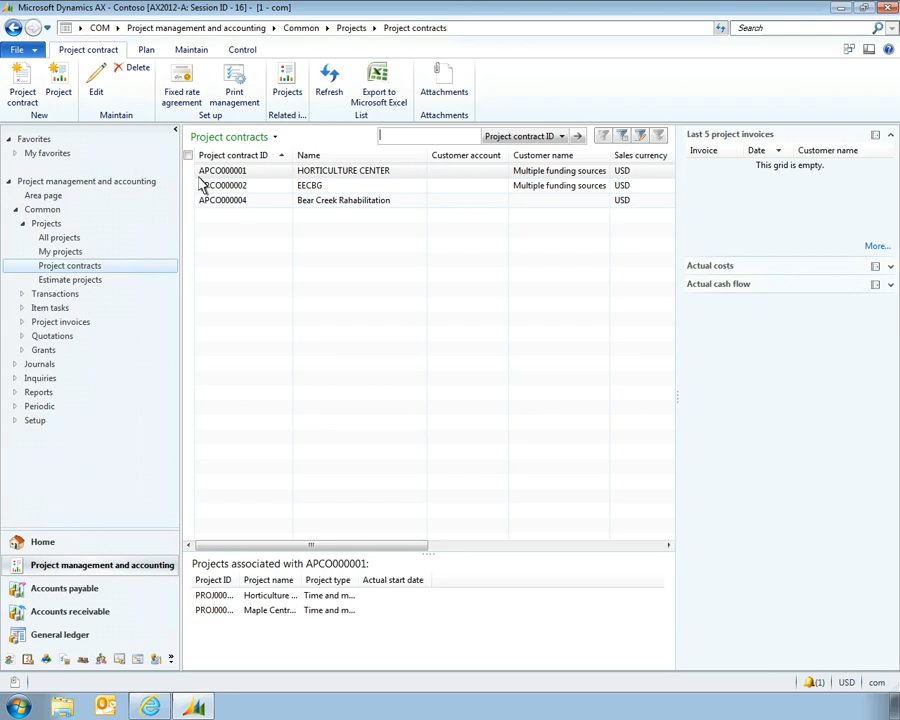 Microsoft Dynamics AX - Contoso [AX2012-A: Session ID - 16] - [1 - com]
COM Project management and accounting Common Projects Project contracts
Search
File Project contract Plan Maintain Control
Project contract
Project
Edit
Delete
Fixed rate agreement
Print management
Projects
Refresh
Export to Microsoft Excel
Attachments
New Maintain Set up Related i... List Attachments
Favorites
My favorites
Project management and accounting
Area page
Common
Projects
All projects
My projects
Project contracts
Estimate projects
Transactions
Item tasks
Project invoices
Quotations
Grants
Journals
Inquiries
Reports
Periodic
Setup
Home
Project management and accounting
Accounts payable
Accounts receivable
General ledger
Project contracts
Project contract ID
Project contract ID Name Customer account Customer name Sales currency
APCO000001 HORTICULTURE CENTER Multiple funding sources USD
EECBG Multiple funding sources USD
APCO000004 Bear Creek Rahabilitation USD
Projects associated with APCO000001:
Project ID Project name Project type Actual start date
PROJ000... Horticulture ... Time and m...
PROJ000... Maple Centr... Time and m...
Last 5 project invoices
Invoice Date Customer name
This grid is empty.
More...
Actual costs
Actual cash flow
(1) USD com